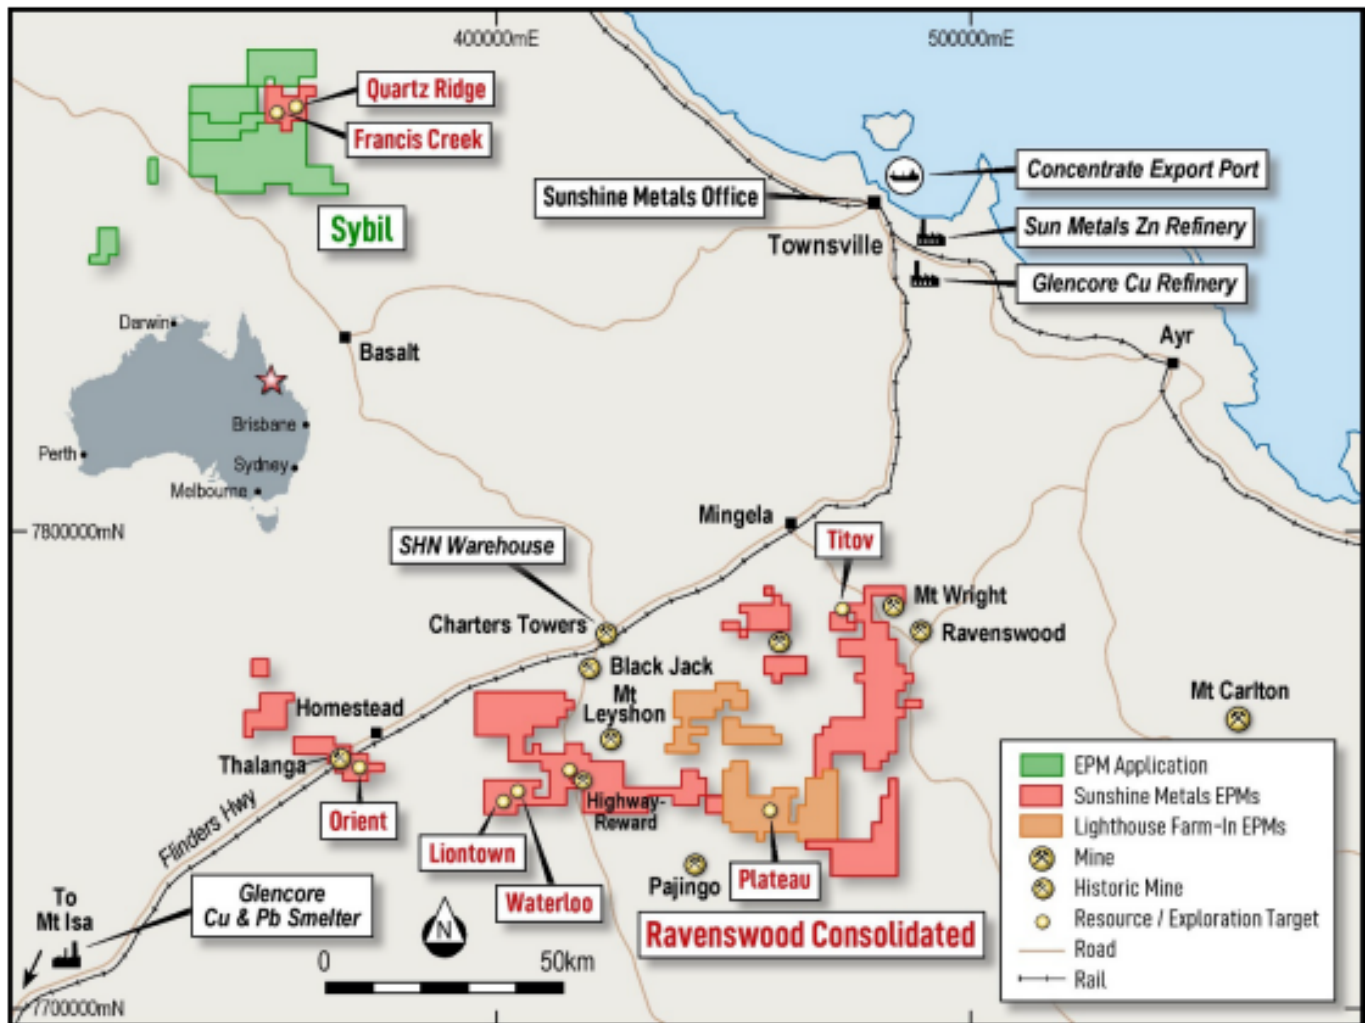 400000mE
500000mE
Quartz Ridge
Francis Creek
Sybil
Sunshine Metals Office
Townsville
Concentrate Export Port
Sun Metals Zn Refinery
Glencore Cu Refinery
Ayr
Basalt
Darwin
Brisbane
Perth
Sydney
Melbourne
7800000mN
Mingela
SHN Warehouse
Titov
Mt Wright
Ravenswood
Charters Towers
Black Jack
Mt
Leyshon
Mt Carlton
Homestead
Thalanga
Orient
Flinders Hwy
Highway-
Reward
Liontown
Waterloo
Pajingo
Plateau
Ravenswood Consolidated
To
Mt Isa
Glencore
Cu & Pb Smelter
N
0 50km
7700000mN
EPM Application
Sunshine Metals EPMs
Lighthouse Farm-In EPMs
Mine
Historic Mine
Resource / Exploration Target
Road
Rail